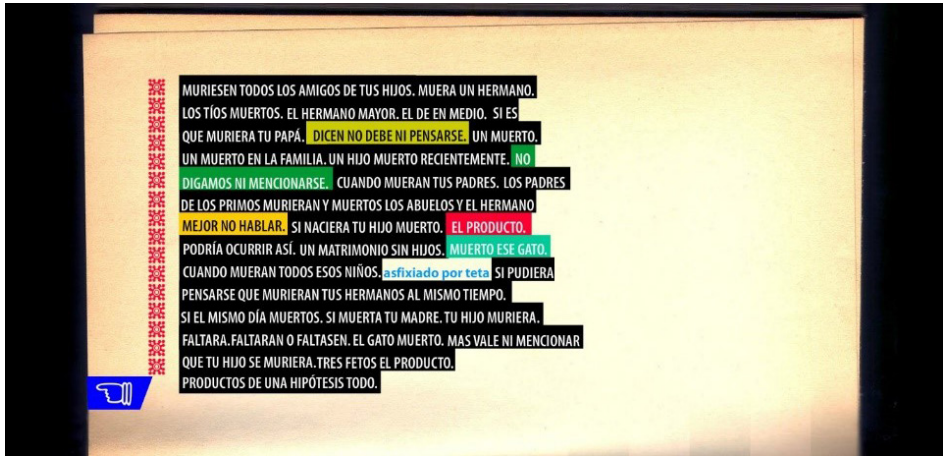 MURIESEN TODOS LOS AMIGOS DE TUS HIJOS. MUERA UN HERMANO.
LOS TÍOS MUERTOS. EL HERMANO MAYOR. EL DE EN MEDIO. SI ES
QUE MURIERA TU PAPÁ. DICEN NO DEBE NI PENSARSE. UN MUERTO.
UN MUERTO EN LA FAMILIA. UN HIJO MUERTO RECIENTEMENTE. NO
DIGAMOS NI MENCIONARSE. CUANDO MUERAN TUS PADRES. LOS PADRES
DE LOS PRIMOS MURIERAN Y MUERTOS LOS ABUELOS Y EL HERMANO
MEJOR NO HABLAR. SI NACIERA TU HIJO MUERTO. EL PRODUCTO.
PODRÍA OCURRIR ASÍ. UN MATRIMONIO SIN HIJOS. MUERTO ESE GATO.
CUANDO MUERAN TODOS ESOS NIÑOS. asfixiado por teta SI PUDIERA
PENSARSE QUE MURIERAN TUS HERMANOS AL MISMO TIEMPO.
SI EL MISMO DÍA MUERTOS. SI MUERTA TU MADRE. TU HIJO MURIERA.
FALTARA.FALTARAN O FALTASEN. EL GATO MUERTO. MAS VALE NI MENCIONAR
QUE TU HIJO SE MURIERA.TRES FETOS EL PRODUCTO.
PRODUCTOS DE UNA HIPÓTESIS TODO.